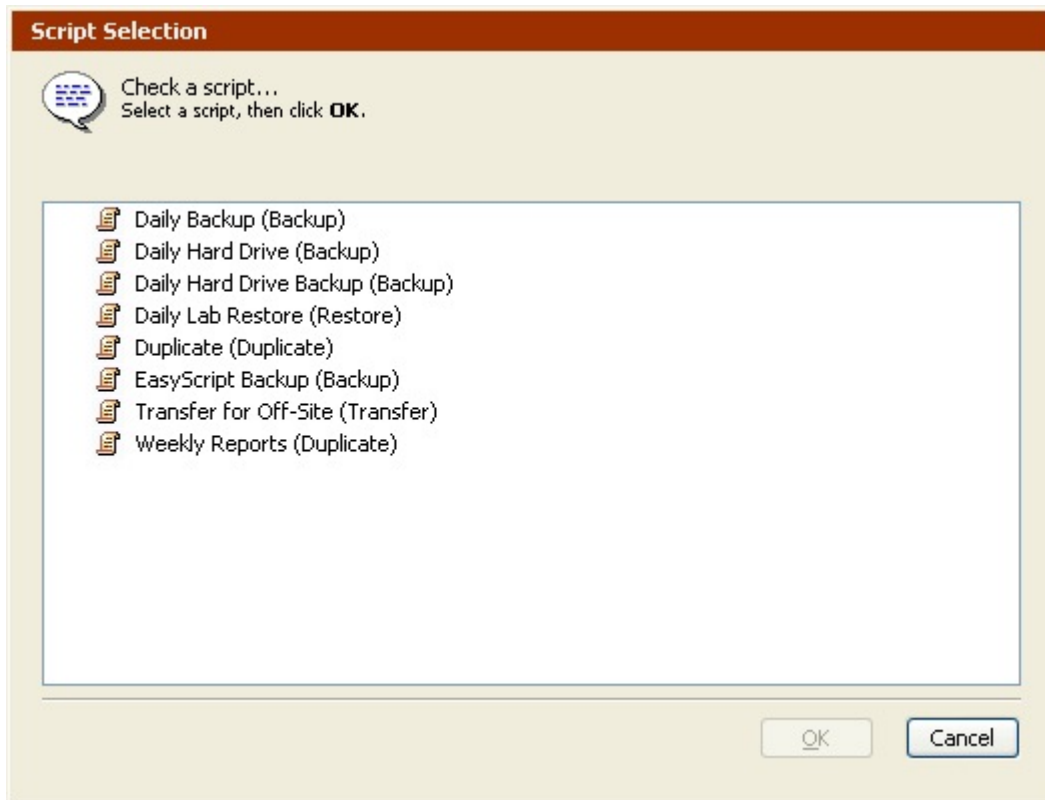 Script Selection
Check a script...
Select a script, then click OK.
Daily Backup (Backup)
Daily Hard Drive (Backup)
Daily Hard Drive Backup (Backup)
Daily Lab Restore (Restore)
Duplicate (Duplicate)
EasyScript Backup (Backup)
Transfer for Off-Site (Transfer)
Weekly Reports (Duplicate)
OK Cancel